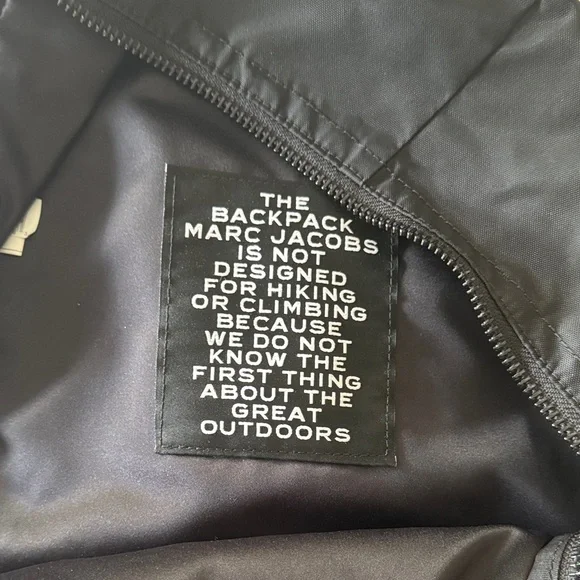 THE
BACKPACK
MARC JACOBS
IS NOT
DESIGNED
FOR HIKING
OR CLIMBING
BECAUSE
WE DO NOT
KNOW THE
FIRST THING
ABOUT THE
GREAT
OUTDOORS